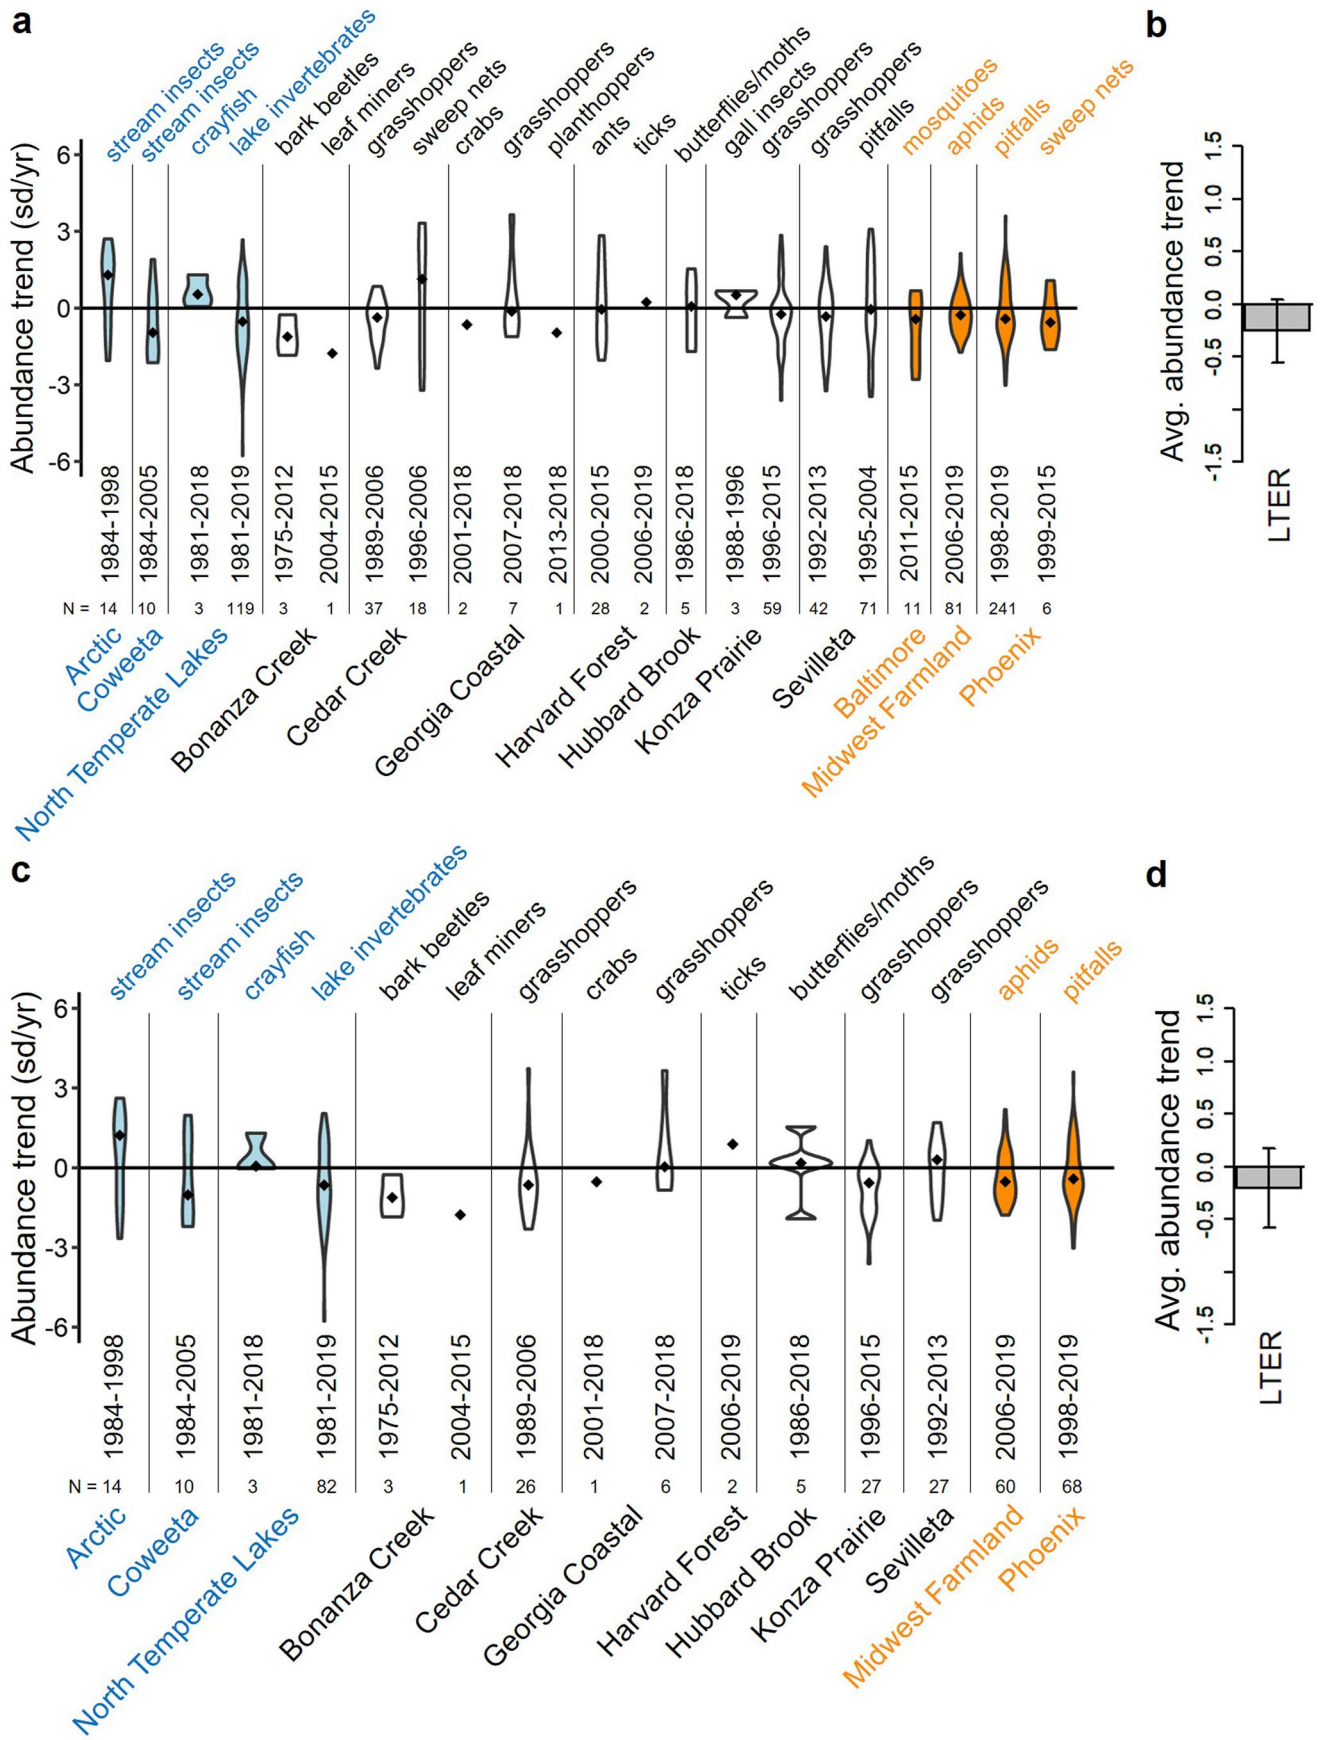 a
stream insects
stream insects
crayfish
lake invertebrates
bark beetles
leaf miners
grasshoppers
sweep nets
crabs
grasshoppers
planthoppers
ants
ticks
butterflies/moths
gall insects
grasshoppers
grasshoppers
pitfalls
mosquitoes
aphids
pitfalls
sweep nets
Abundance trend (sd/yr)
6
3
0
-3
-6
1984-1998
1984-2005
1981-2018
1981-2019
1975-2012
2004-2015
1989-2006
1996-2006
2001-2018
2007-2018
2013-2018
2000-2015
2006-2019
1986-2018
1988-1996
1996-2015
1992-2013
1995-2004
2011-2015
2006-2019
1998-2019
1999-2015
N = 14 10 3 119 3 1 37 18 2 7 1 28 2 5 3 59 42 71 11 81 241 6
Arctic
Coweeta
North Temperate Lakes
Bonanza Creek
Cedar Creek
Georgia Coastal
Harvard Forest
Hubbard Brook
Konza Prairie
Sevilleta
Baltimore
Midwest Farmland
Phoenix
b
Avg. abundance trend
1.5
1.0
0.5
0.0
-0.5
-1.5
LTER
c
stream insects
stream insects
crayfish
lake invertebrates
bark beetles
leaf miners
grasshoppers
crabs
grasshoppers
ticks
butterflies/moths
grasshoppers
grasshoppers
aphids
pitfalls
Abundance trend (sd/yr)
6
3
0
-3
-6
1984-1998
1984-2005
1981-2018
1981-2019
1975-2012
2004-2015
1989-2006
2001-2018
2007-2018
2006-2019
1986-2018
1996-2015
1992-2013
2006-2019
1998-2019
N = 14 10 3 82 3 1 26 1 6 2 5 27 27 60 68
Arctic
Coweeta
North Temperate Lakes
Bonanza Creek
Cedar Creek
Georgia Coastal
Harvard Forest
Hubbard Brook
Konza Prairie
Sevilleta
Midwest Farmland
Phoenix
d
Avg. abundance trend
1.5
1.0
0.5
0.0
-0.5
-1.5
LTER